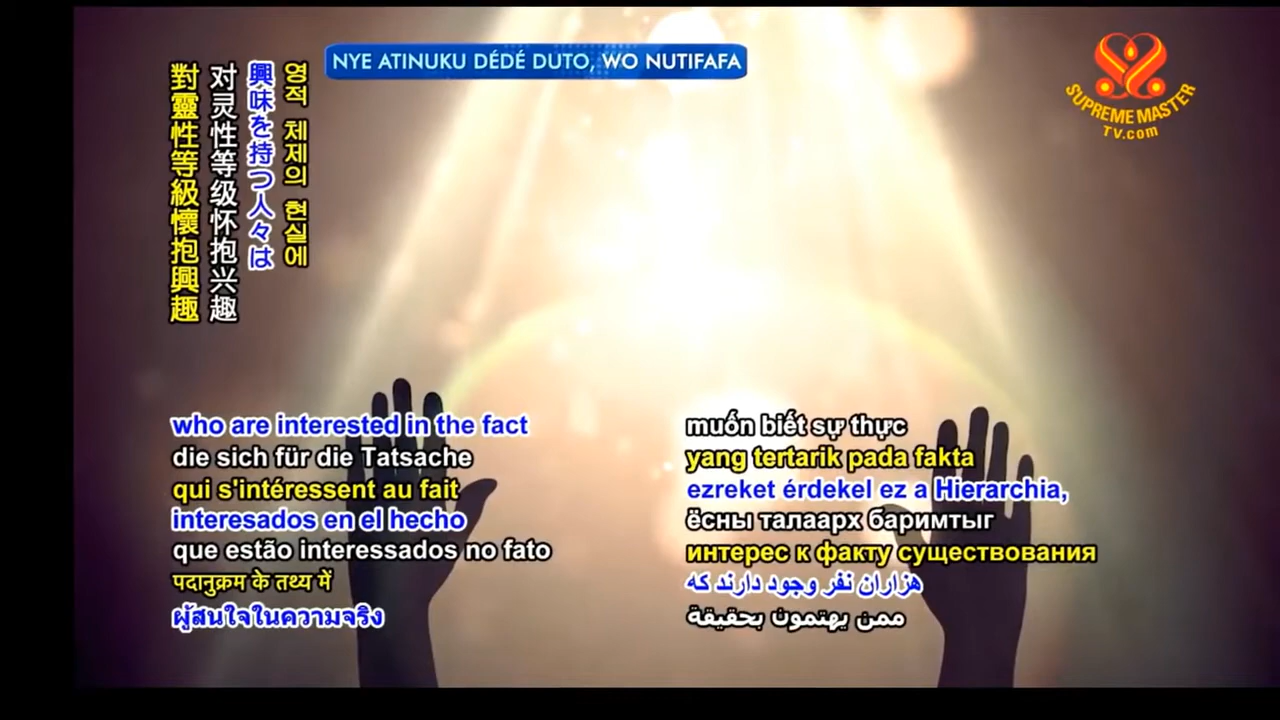 NYE ATINUKU DÉDÉ DUTO, WO NUTIFAFA
SUPREME MASTER
TV.com
영적 체제의 현실에
興味を持つ人々は
对灵性等级怀抱兴趣
對靈性等級懷抱興趣
who are interested in the fact
die sich für die Tatsache
qui s'intéressent au fait
interesados en el hecho
que estão interessados no fato
पदानुक्रम के तथ्य में
ผู้สนใจในความจริง
muốn biết sự thực
yang tertarik pada fakta
ezreket érdekel ez a Hierarchia,
ёсны талаарх баримтыг
интерес к факту существования
هزاران نفر وجود دارند که
ممن يهتمون بحقيقة